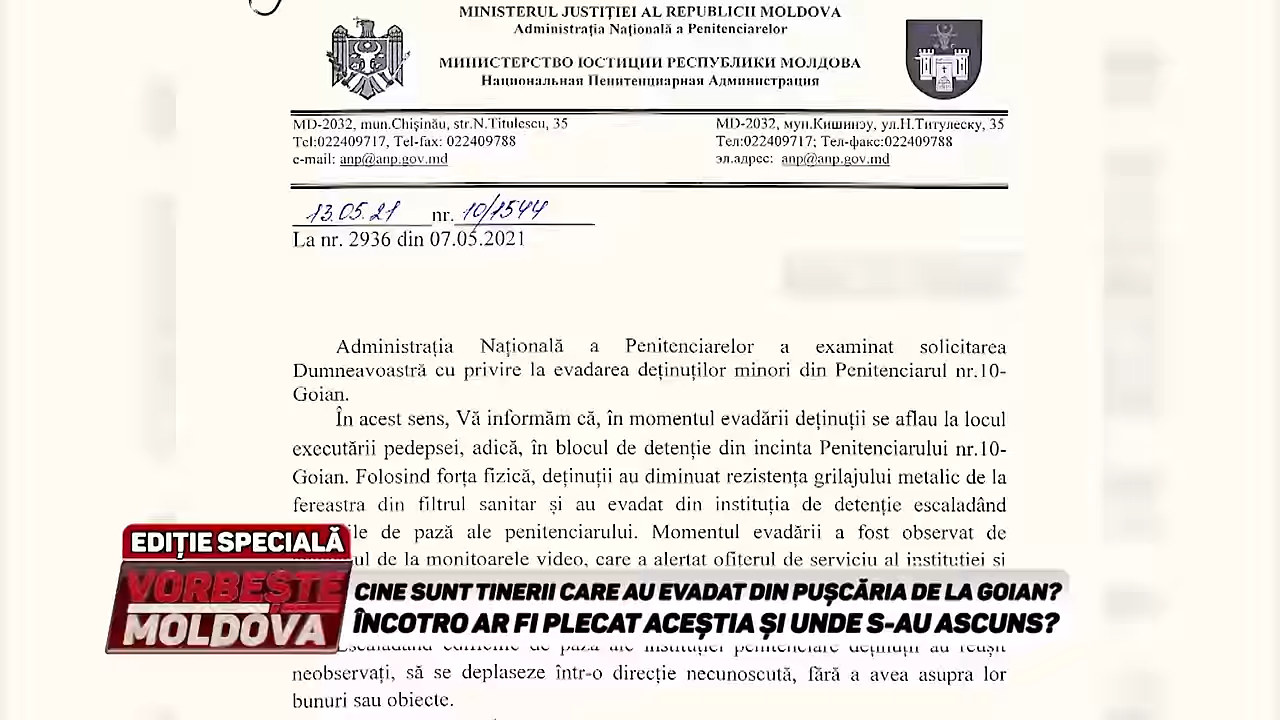 MINISTERUL JUSTIȚIEI AL REPUBLICII MOLDOVA
Administrația Națională a Penitenciarelor
МИНИСТЕРСТВО ЮСТИЦИИ РЕСПУБЛИКИ МОЛДОВА
Национальная Пенитенциарная Администрация
MD-2032, mun.Chișinău, str.N.Titulescu, 35
Tel:022409717, Tel-fax: 022409788
e-mail: anp@anp.gov.md
MD-2032, мун.Кишинэу, ул.Н.Титулеску, 35
Тел:022409717; Тел-факс:022409788
эл.адрес: anp@anp.gov.md
13.05.21 nr. 10/1544
La nr. 2936 din 07.05.2021
Administrația Națională a Penitenciarelor a examinat solicitarea
Dumneavoastră cu privire la evadarea deținuților minori din Penitenciarul nr.10-
Goian.
În acest sens, Vă informăm că, în momentul evadării deținuții se aflau la locul
executării pedepsei, adică, în blocul de detenție din incinta Penitenciarului nr.10-
Goian. Folosind forța fizică, deținuții au diminuat rezistența grilajului metalic de la
fereastra din filtrul sanitar și au evadat din instituția de detenție escaladând
de pază ale penitenciarului. Momentul evadării a fost observat de
de la monitoarele video, care a alertat ofițerul de serviciu al instituției și
EDIȚIE SPECIALĂ
VORBEȘTE
MOLDOVA
CINE SUNT TINERII CARE AU EVADAT DIN PUȘCĂRIA DE LA GOIAN?
ÎNCOTRO AR FI PLECAT ACEȘTIA ȘI UNDE S-AU ASCUNS?
de pază ale instituției penitenciare deținuții au reușit
neobservați, să se deplaseze într-o direcție necunoscută, fără a avea asupra lor
bunuri sau obiecte.